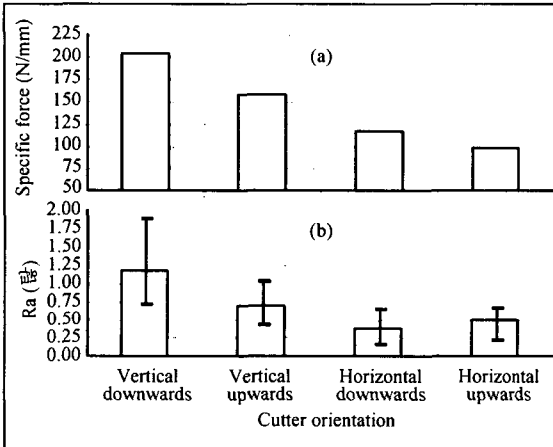 Specific force (N/mm)
225
200
175
150
125
100
75
50
(a)
Ra (탆)
2.00
1.75
1.50
1.25
1.00
0.75
0.50
0.25
0.00
(b)
Vertical downwards
Vertical upwards
Horizontal downwards
Horizontal upwards
Cutter orientation